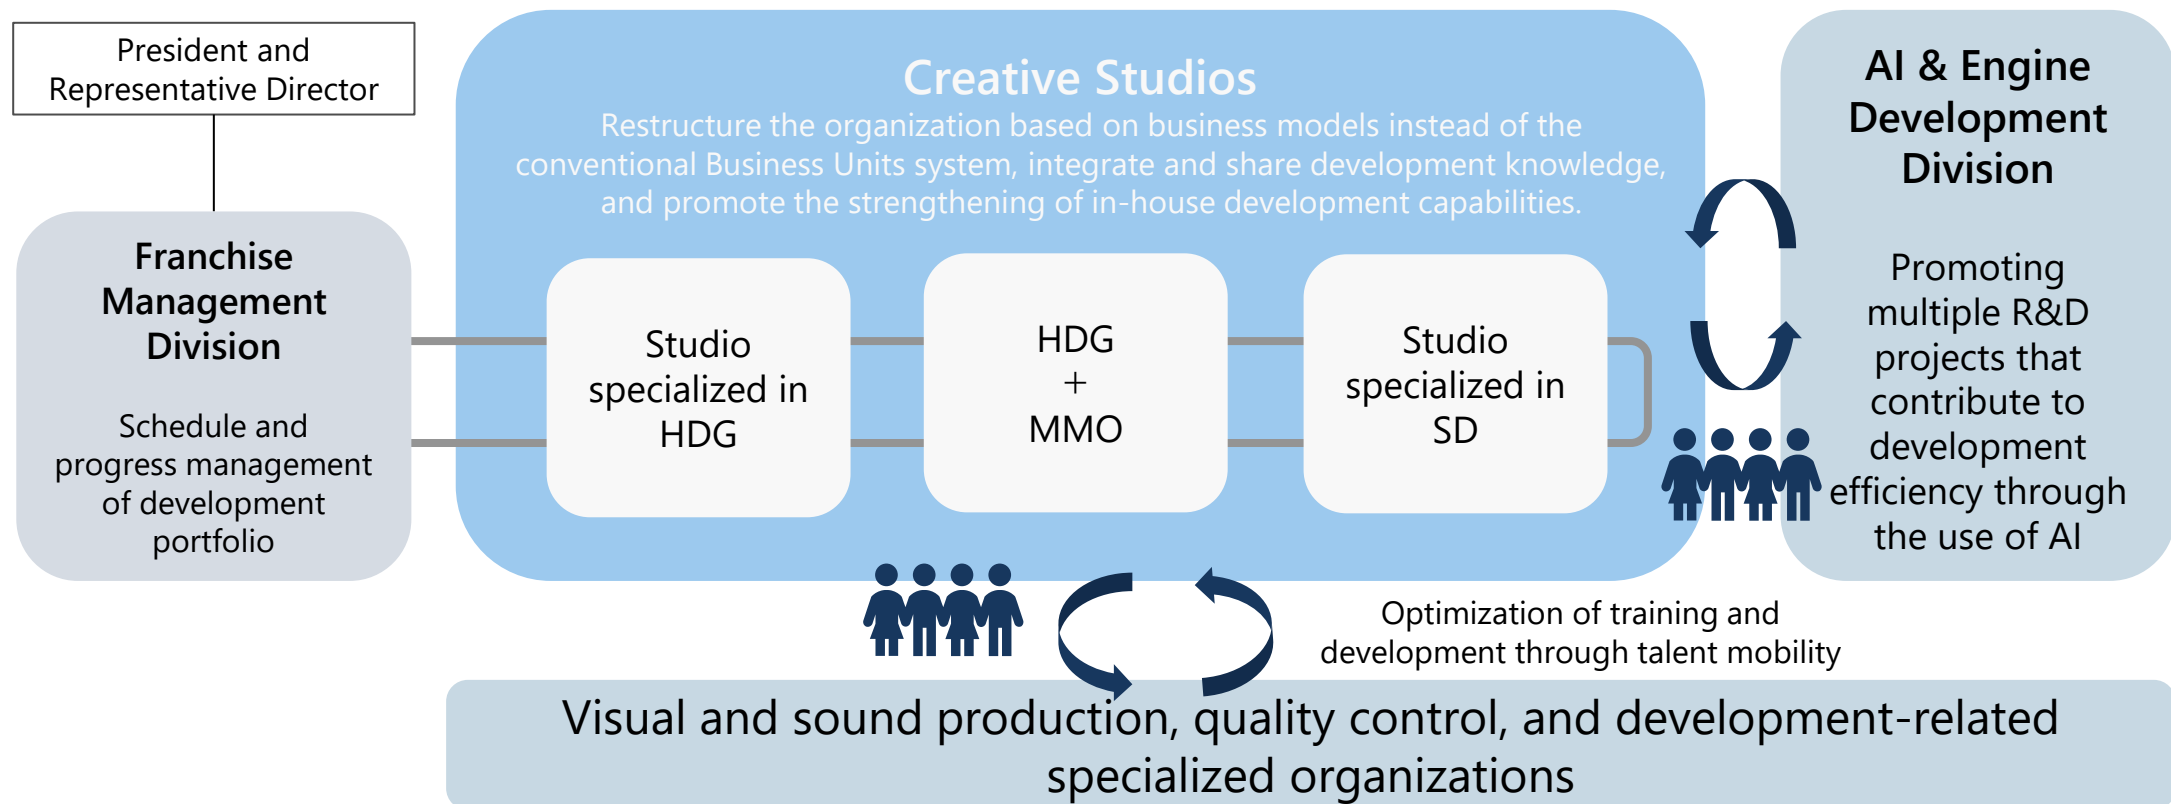 President and
Representative Director
Franchise
Management
Division
Schedule and
progress management
of development
portfolio
Creative Studios
Restructure the organization based on business models instead of the
conventional Business Units system, integrate and share development knowledge,
and promote the strengthening of in-house development capabilities.
Studio
specialized in
HDG
HDG
+
MMO
Studio
specialized in
SD
AI & Engine
Development
Division
Promoting
multiple R&D
projects that
contribute to
development
efficiency through
the use of AI
Optimization of training and
development through talent mobility
Visual and sound production, quality control, and development-related
specialized organizations